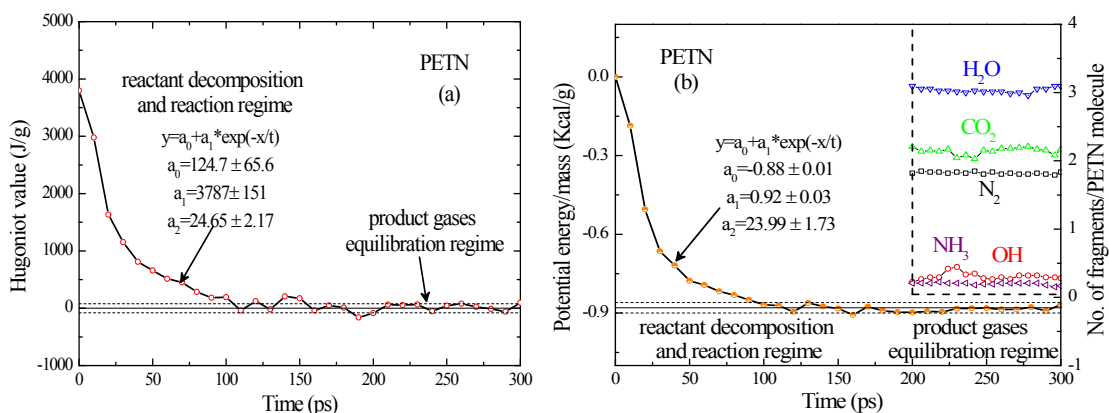 5000
4000
3000
2000
1000
0
-1000
Hugoniot value (J/g)
PETN
(a)
reactant decomposition
and reaction regime
y=a₀+a₁*exp(-x/t)
a₀=124.7±65.6
a₁=3787±151
a₂=24.65±2.17
product gases
equilibration regime
0 50 100 150 200 250 300
Time (ps)
0.0
-0.3
-0.6
-0.9
Potential energy/mass (Kcal/g)
PETN
(b)
y=a₀+a₁*exp(-x/t)
a₀=-0.88±0.01
a₁=0.92±0.03
a₂=23.99±1.73
H₂O
CO₂
N₂
NH₃ OH
reactant decomposition
and reaction regime
product gases
equilibration regime
0 50 100 150 200 250 300
Time (ps)
4
3
2
1
0
-1
No. of fragments/PETN molecule